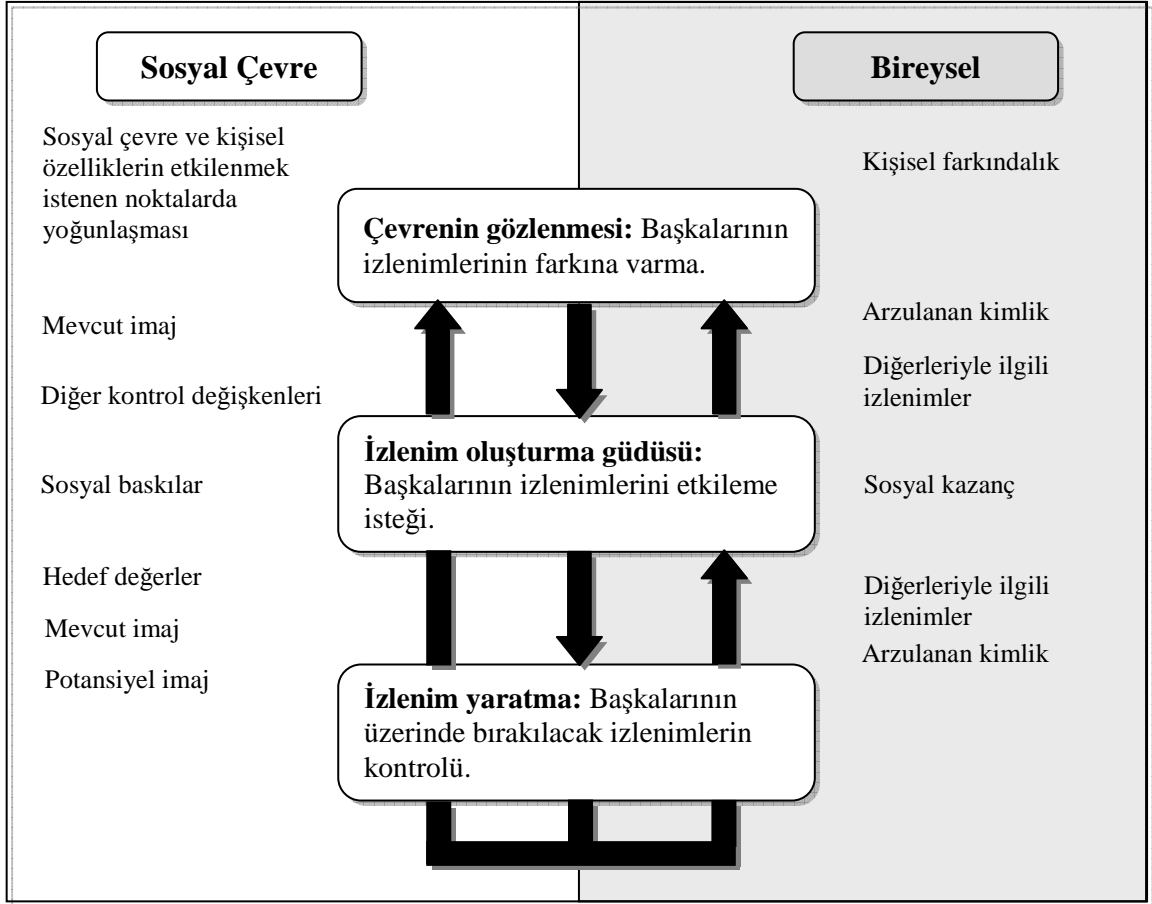 Sosyal Çevre
Bireysel
Sosyal çevre ve kişisel
özelliklerin etkilenmek
istenen noktalarda
yoğunlaşması
Kişisel farkındalık
Çevrenin gözlenmesi: Başkalarının
izlenimlerinin farkına varma.
Mevcut imaj
Arzulanan kimlik
Diğer kontrol değişkenleri
Diğerleriyle ilgili
izlenimler
İzlenim oluşturma güdüsü:
Başkalarının izlenimlerini etkileme
isteği.
Sosyal baskılar
Sosyal kazanç
Hedef değerler
Mevcut imaj
Potansiyel imaj
Diğerleriyle ilgili
izlenimler
Arzulanan kimlik
İzlenim yaratma: Başkalarının
üzerinde bırakılacak izlenimlerin
kontrolü.